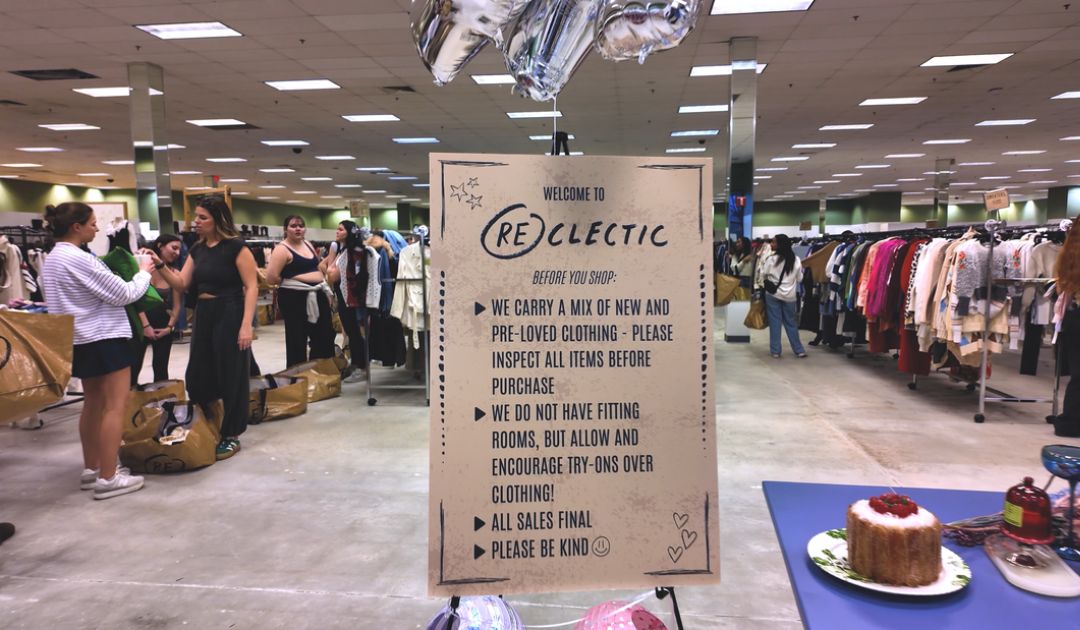 WELCOME TO
RECLECTIC
BEFORE YOU SHOP:
WE CARRY A MIX OF NEW AND
PRE-LOVED CLOTHING - PLEASE
INSPECT ALL ITEMS BEFORE
PURCHASE
WE DO NOT HAVE FITTING
ROOMS, BUT ALLOW AND
ENCOURAGE TRY-ONS OVER
CLOTHING!
ALL SALES FINAL
PLEASE BE KIND
RE